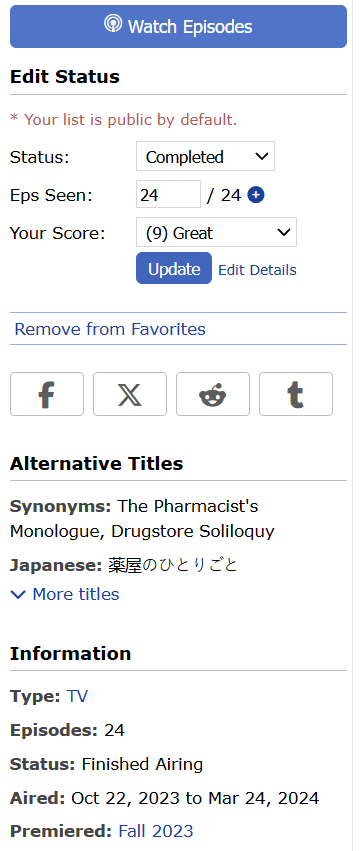 Watch Episodes
Edit Status
* Your list is public by default.
Status: Completed
Eps Seen: 24 / 24
Your Score: (9) Great
Update Edit Details
Remove from Favorites
Alternative Titles
Synonyms: The Pharmacist's
Monologue, Drugstore Soliloquy
Japanese: 薬屋のひとりごと
More titles
Information
Type: TV
Episodes: 24
Status: Finished Airing
Aired: Oct 22, 2023 to Mar 24, 2024
Premiered: Fall 2023